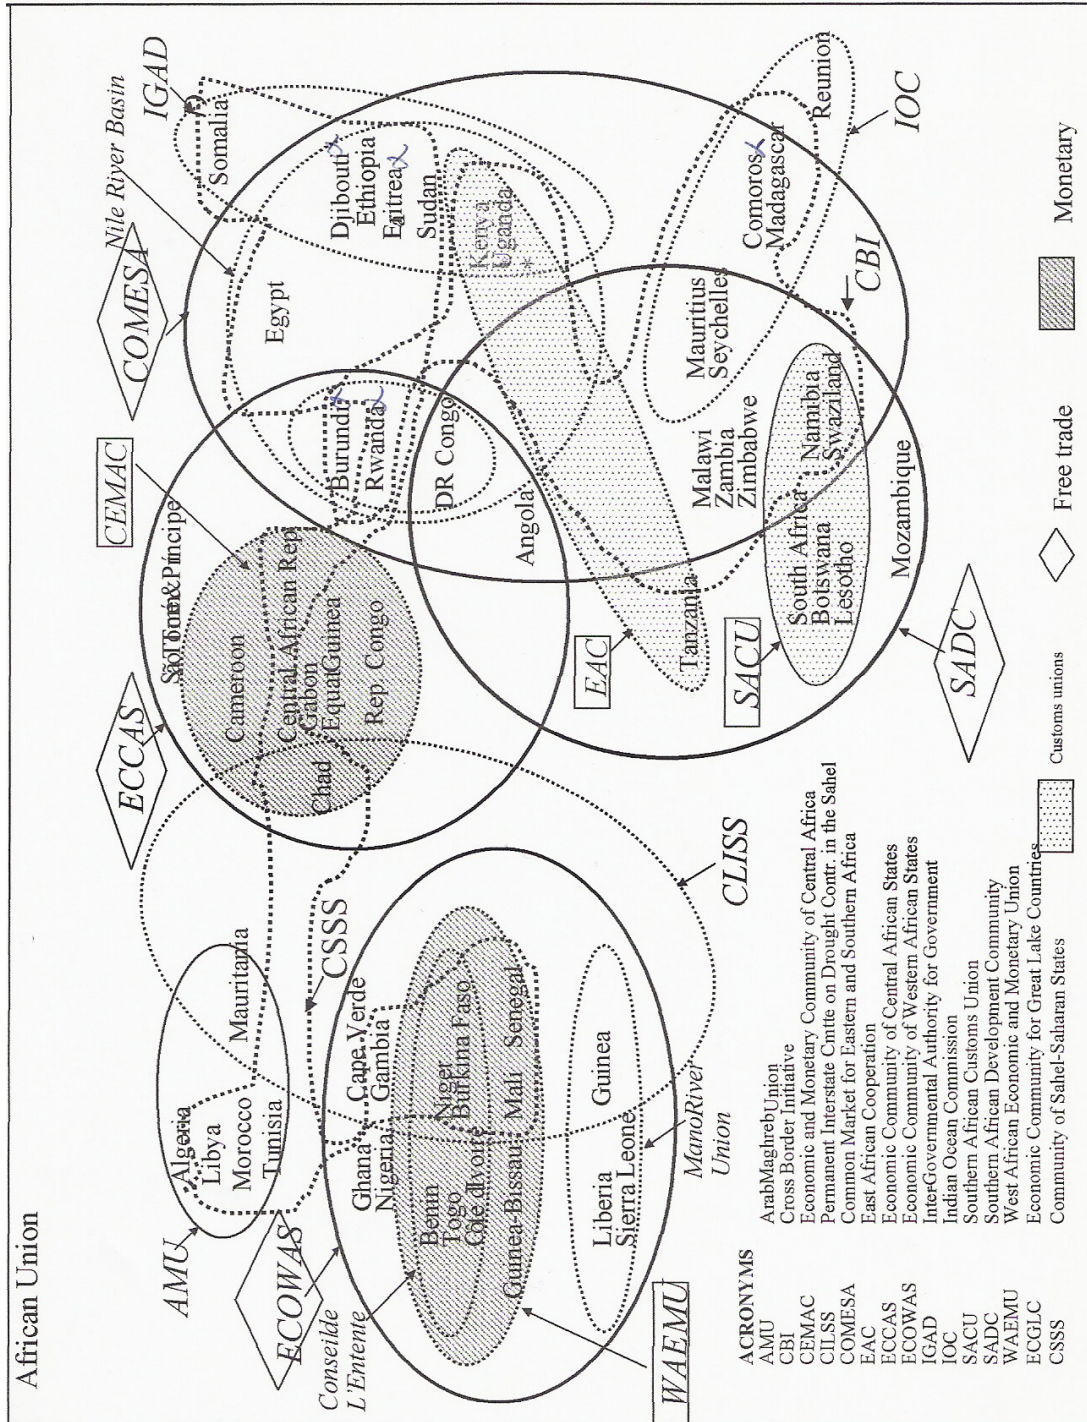 African Union
AMU
Algeria
Libya
Morocco
Tunisia
Mauritania
ECOWAS
Conseilde
L'Entente
Ghana
Nigeria
Cape Verde
Gambia
CSSS
Benin
Togo
Côte dIvoire
Niger
Burkina Faso
Guinea-Bissau
Mali
Senegal
WAEMU
Liberia
Sierra Leone
Guinea
ManoRiver
Union
CLISS
ECCAS
São Tomé & Príncipe
CEMAC
Cameroon
Central African Rep.
Gabon
Equat.Guinea
Rep Congo
Chad
Burundi
Rwanda
DR Congo
Angola
COMESA
Nile River Basin
IGAD
Somalia
Egypt
Djibouti
Ethiopia
Eritrea
Sudan
Kenya
Uganda
*
EAC
Tanzania
Malawi
Zambia
Zimbabwe
Mauritius
Seychelles
Comoros
Madagascar
Reunion
IOC
CBI
SACU
South Africa
Botswana
Lesotho
Namibia
Swaziland
Mozambique
SADC
ACRONYMS
AMU ArabMaghrebUnion
CBI Cross Border Initiative
CEMAC Economic and Monetary Community of Central Africa
CILSS Permanent Interstate Cmtte on Drought Contr. in the Sahel
COMESA Common Market for Eastern and Southern Africa
EAC East African Cooperation
ECCAS Economic Community of Central African States
ECOWAS Economic Community of Western African States
IGAD InterGovernmental Authority for Government
IOC Indian Ocean Commission
SACU Southern African Customs Union
SADC Southern African Development Community
WAEMU West African Economic and Monetary Union
ECGLC Economic Community for Great Lake Countries
CSSS Community of Sahel-Saharan States
Customs unions
Free trade
Monetary